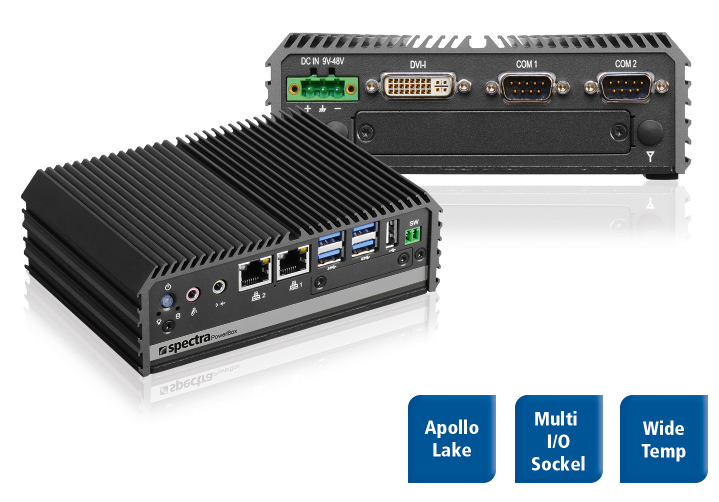 DC IN 9V-48V
DVI-I
COM 1
COM 2
+ −
SW
2
1
spectra PowerBox
Apollo
Lake
Multi
I/O
Sockel
Wide
Temp